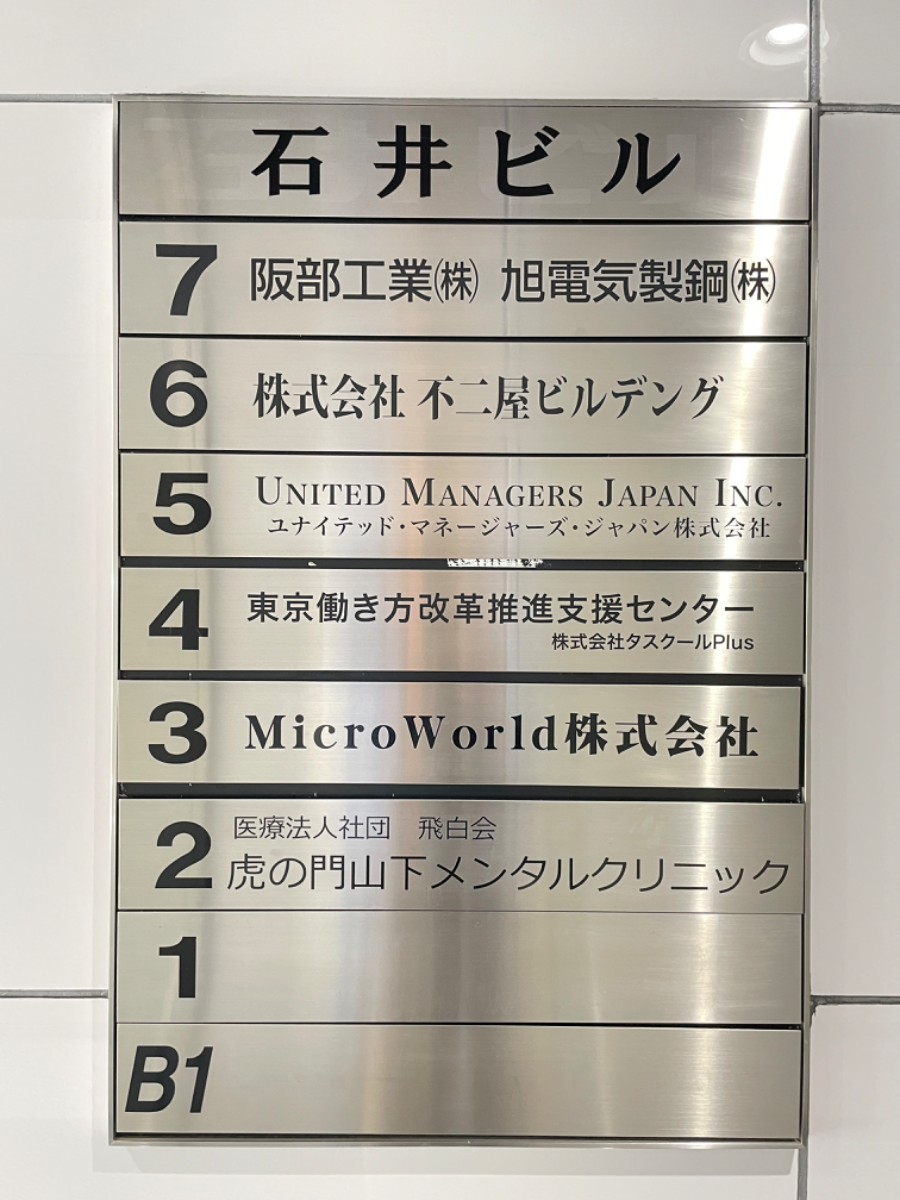 石井ビル
7 阪部工業㈱ 旭電気製鋼㈱
6 株式会社 不二屋ビルデング
5 UNITED MANAGERS JAPAN INC.
ユナイテッド・マネージャーズ・ジャパン株式会社
4 東京働き方改革推進支援センター
株式会社タスクールPlus
3 MicroWorld株式会社
医療法人社団 飛白会
2 虎の門山下メンタルクリニック
1
B1